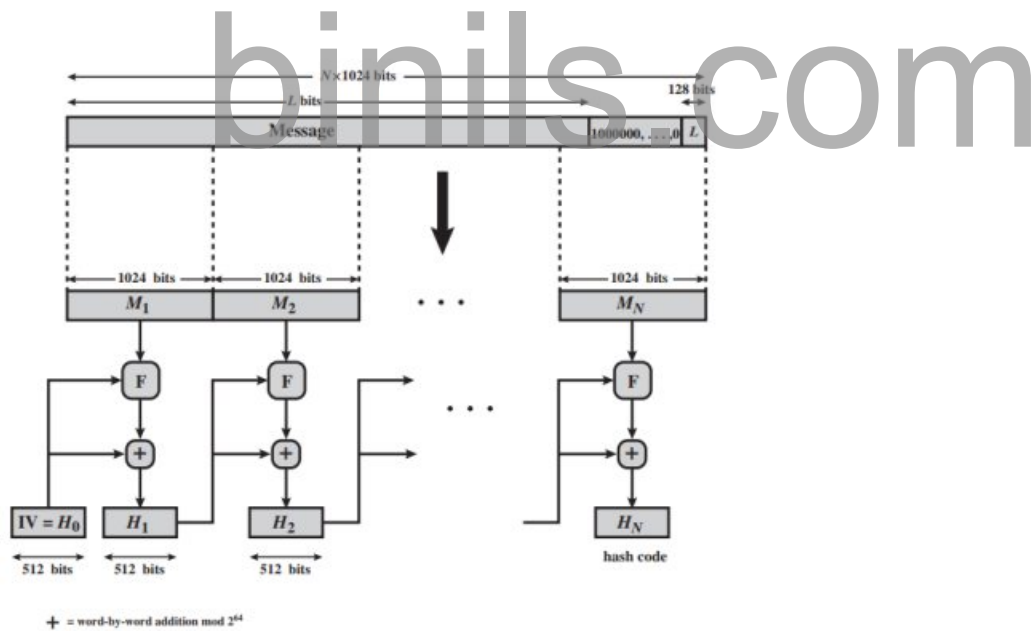 binils.com
N×1024 bits
L bits
128 bits
Message 1000000, . . . ,0 L
1024 bits 1024 bits 1024 bits
M1 M2 . . . MN
F F F
. . .
+ + +
IV = H0 H1 H2 HN
512 bits 512 bits 512 bits hash code
+ = word-by-word addition mod 2^64